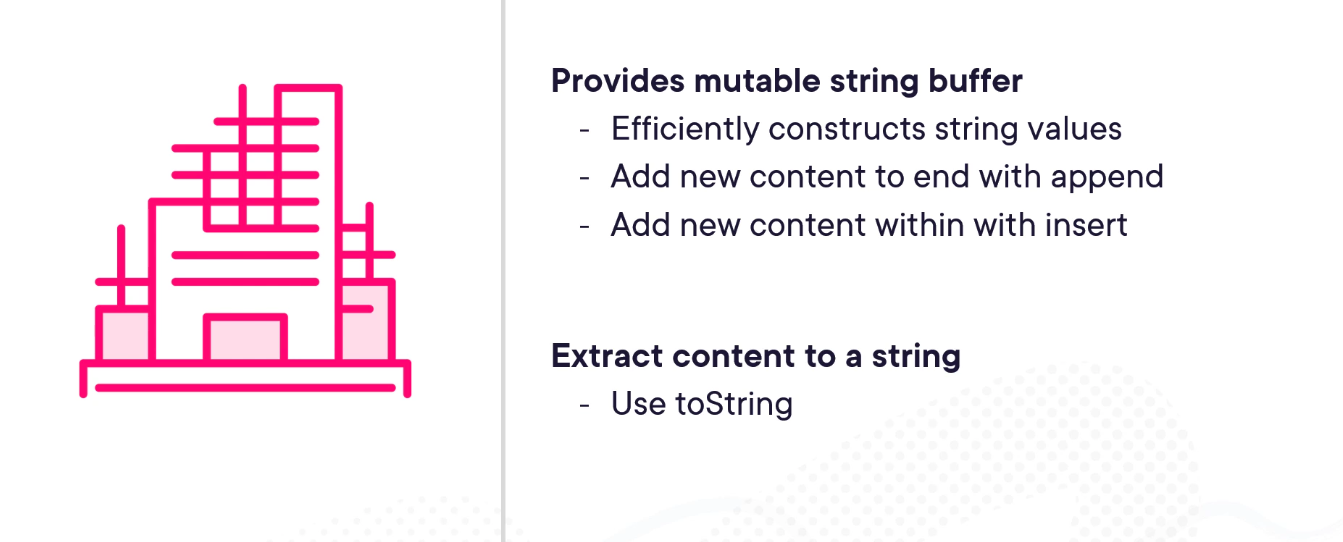 Provides mutable string buffer
- Efficiently constructs string values
- Add new content to end with append
- Add new content within with insert
Extract content to a string
- Use toString